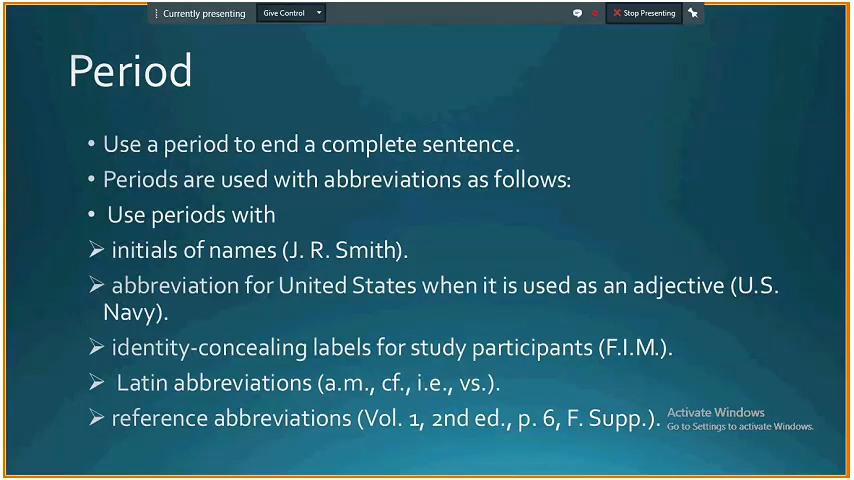 Currently presenting Give Control Stop Presenting
Period
• Use a period to end a complete sentence.
• Periods are used with abbreviations as follows:
• Use periods with
➢ initials of names (J. R. Smith).
➢ abbreviation for United States when it is used as an adjective (U.S.
Navy).
➢ identity-concealing labels for study participants (F.I.M.).
➢ Latin abbreviations (a.m., cf., i.e., vs.).
➢ reference abbreviations (Vol. 1, 2nd ed., p. 6, F. Supp.).
Activate Windows
Go to Settings to activate Windows.